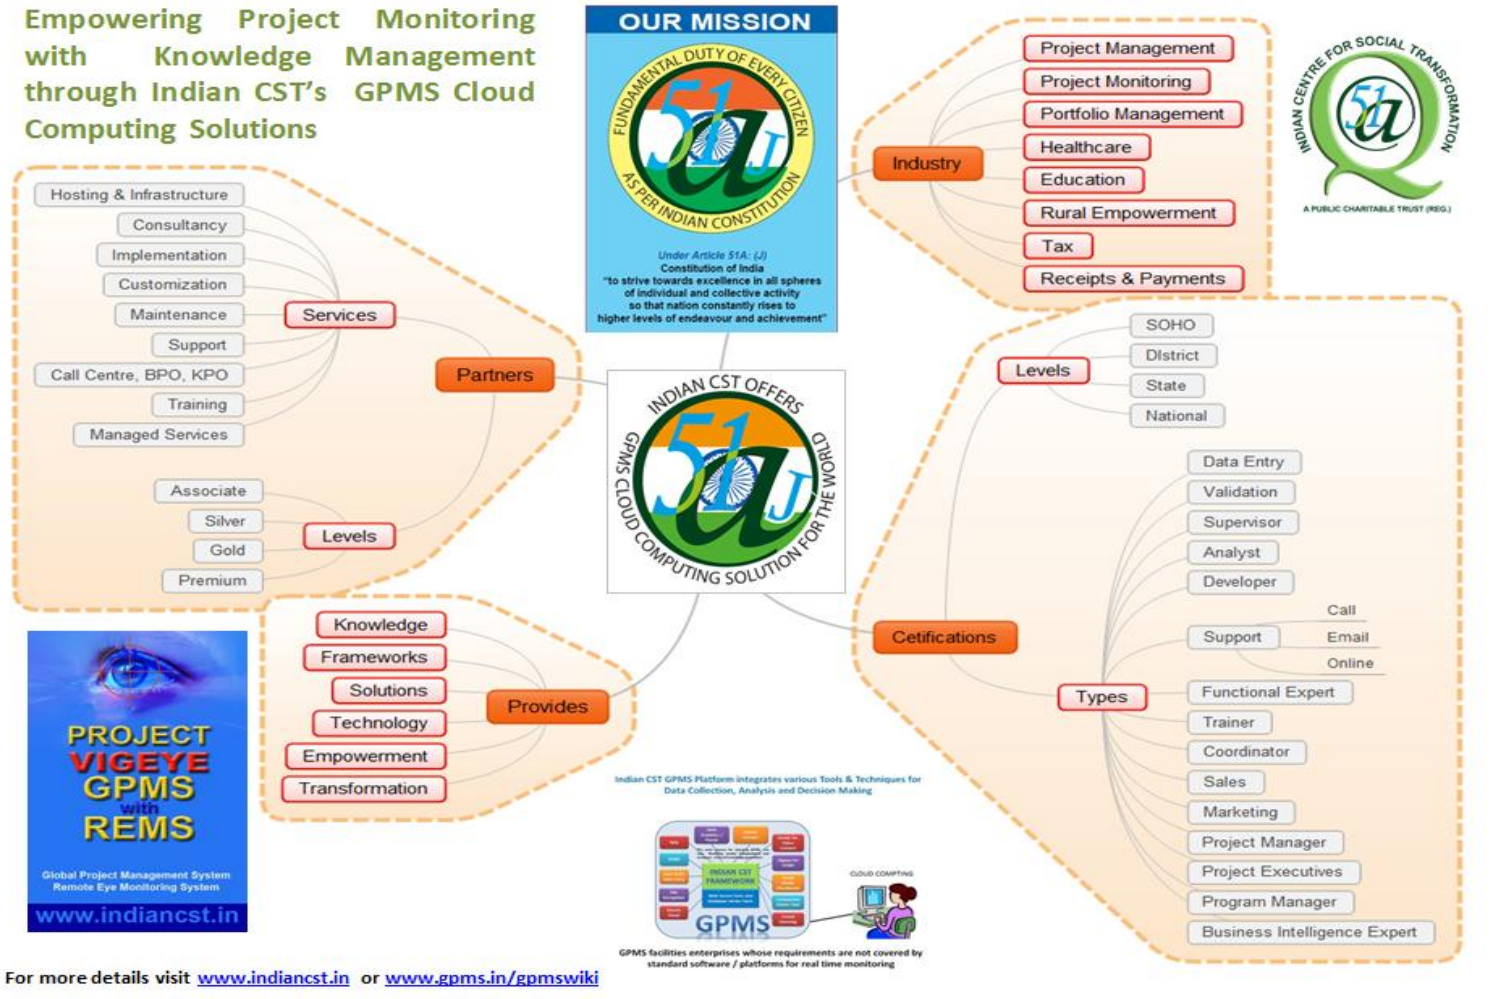 Empowering Project Monitoring
with Knowledge Management
through Indian CST's GPMS Cloud
Computing Solutions
OUR MISSION
FUNDAMENTAL DUTY OF EVERY CITIZEN
AS PER INDIAN CONSTITUTION
51aJ
Under Article 51A: (J)
Constitution of India
"to strive towards excellence in all spheres
of individual and collective activity
so that nation constantly rises to
higher levels of endeavour and achievement"
Industry
Project Management
Project Monitoring
Portfolio Management
Healthcare
Education
Rural Empowerment
Tax
Receipts & Payments
INDIAN CENTRE FOR SOCIAL TRANSFORMATION
51a
A PUBLIC CHARITABLE TRUST (REG.)
Partners
Services
Hosting & Infrastructure
Consultancy
Implementation
Customization
Maintenance
Support
Call Centre, BPO, KPO
Training
Managed Services
Levels
Associate
Silver
Gold
Premium
INDIAN CST OFFERS
GPMS CLOUD COMPUTING SOLUTION FOR THE WORLD
51aJ
Cetifications
Levels
SOHO
DIstrict
State
National
Types
Data Entry
Validation
Supervisor
Analyst
Developer
Support
Call
Email
Online
Functional Expert
Trainer
Coordinator
Sales
Marketing
Project Manager
Project Executives
Program Manager
Business Intelligence Expert
Provides
Knowledge
Frameworks
Solutions
Technology
Empowerment
Transformation
PROJECT
VIGEYE
GPMS
with
REMS
Global Project Management System
Remote Eye Monitoring System
www.indiancst.in
Indian CST GPMS Platform integrates various Tools & Techniques for
Data Collection, Analysis and Decision Making
INDIAN CST
FRAMEWORK
GPMS
CLOUD COMPTING
GPMS facilities enterprises whose requirements are not covered by
standard software / platforms for real time monitoring
For more details visit www.indiancst.in or www.gpms.in/gpmswiki